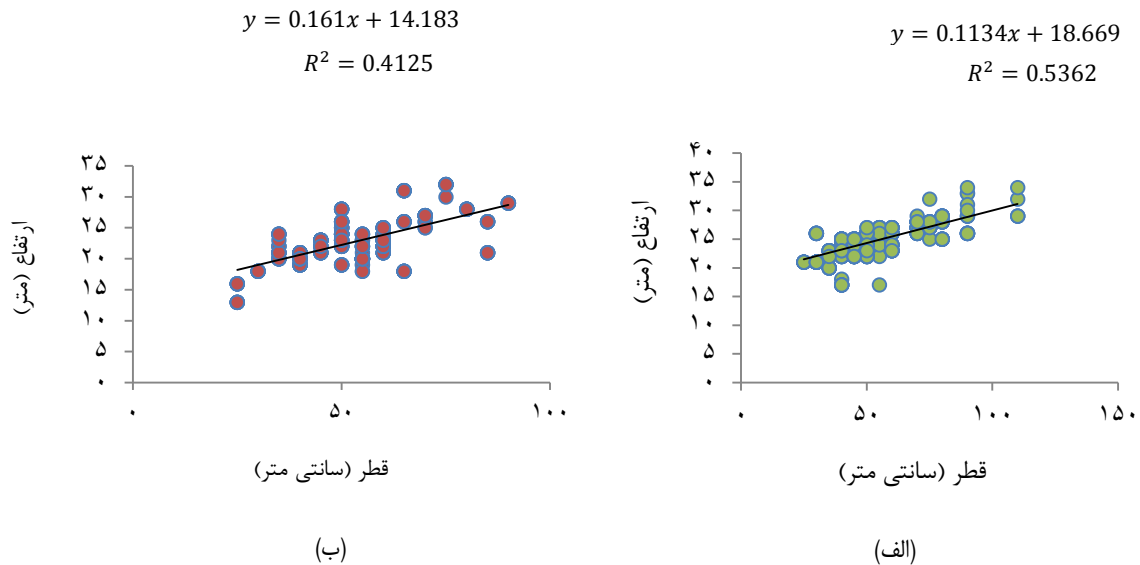 y = 0.1134x + 18.669
R² = 0.5362
۴۰
۳۵
۳۰
۲۵
۲۰
۱۵
۱۰
۵
۰
ارتفاع (متر)
۰ ۵۰ ۱۰۰ ۱۵۰
قطر (سانتی متر)
(الف)
y = 0.161x + 14.183
R² = 0.4125
۳۵
۳۰
۲۵
۲۰
۱۵
۱۰
۵
۰
ارتفاع (متر)
۰ ۵۰ ۱۰۰
قطر (سانتی متر)
(ب)